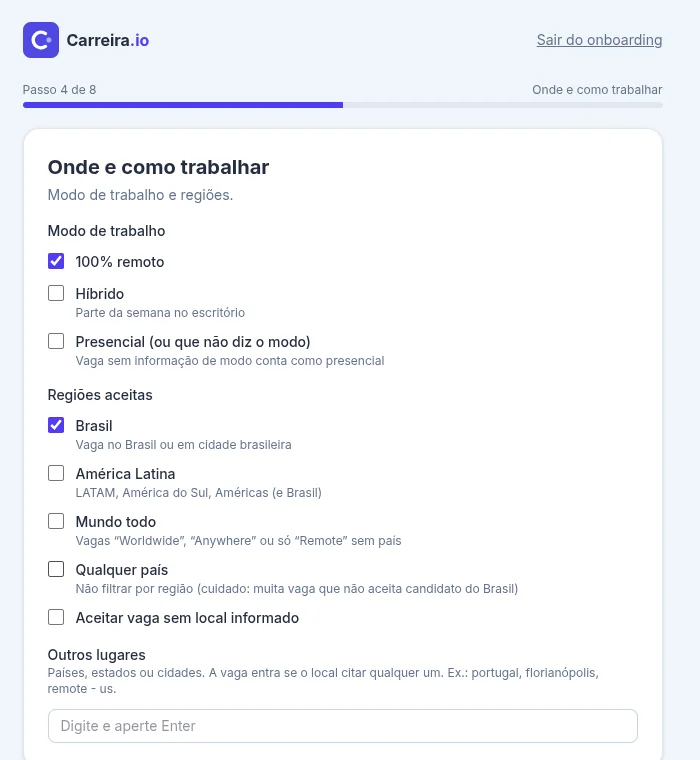 Carreira.io
Sair do onboarding
Passo 4 de 8
Onde e como trabalhar
Onde e como trabalhar
Modo de trabalho e regiões.
Modo de trabalho
100% remoto
Híbrido
Parte da semana no escritório
Presencial (ou que não diz o modo)
Vaga sem informação de modo conta como presencial
Regiões aceitas
Brasil
Vaga no Brasil ou em cidade brasileira
América Latina
LATAM, América do Sul, Américas (e Brasil)
Mundo todo
Vagas “Worldwide”, “Anywhere” ou só “Remote” sem país
Qualquer país
Não filtrar por região (cuidado: muita vaga que não aceita candidato do Brasil)
Aceitar vaga sem local informado
Outros lugares
Países, estados ou cidades. A vaga entra se o local citar qualquer um. Ex.: portugal, florianópolis,
remote - us.
Digite e aperte Enter